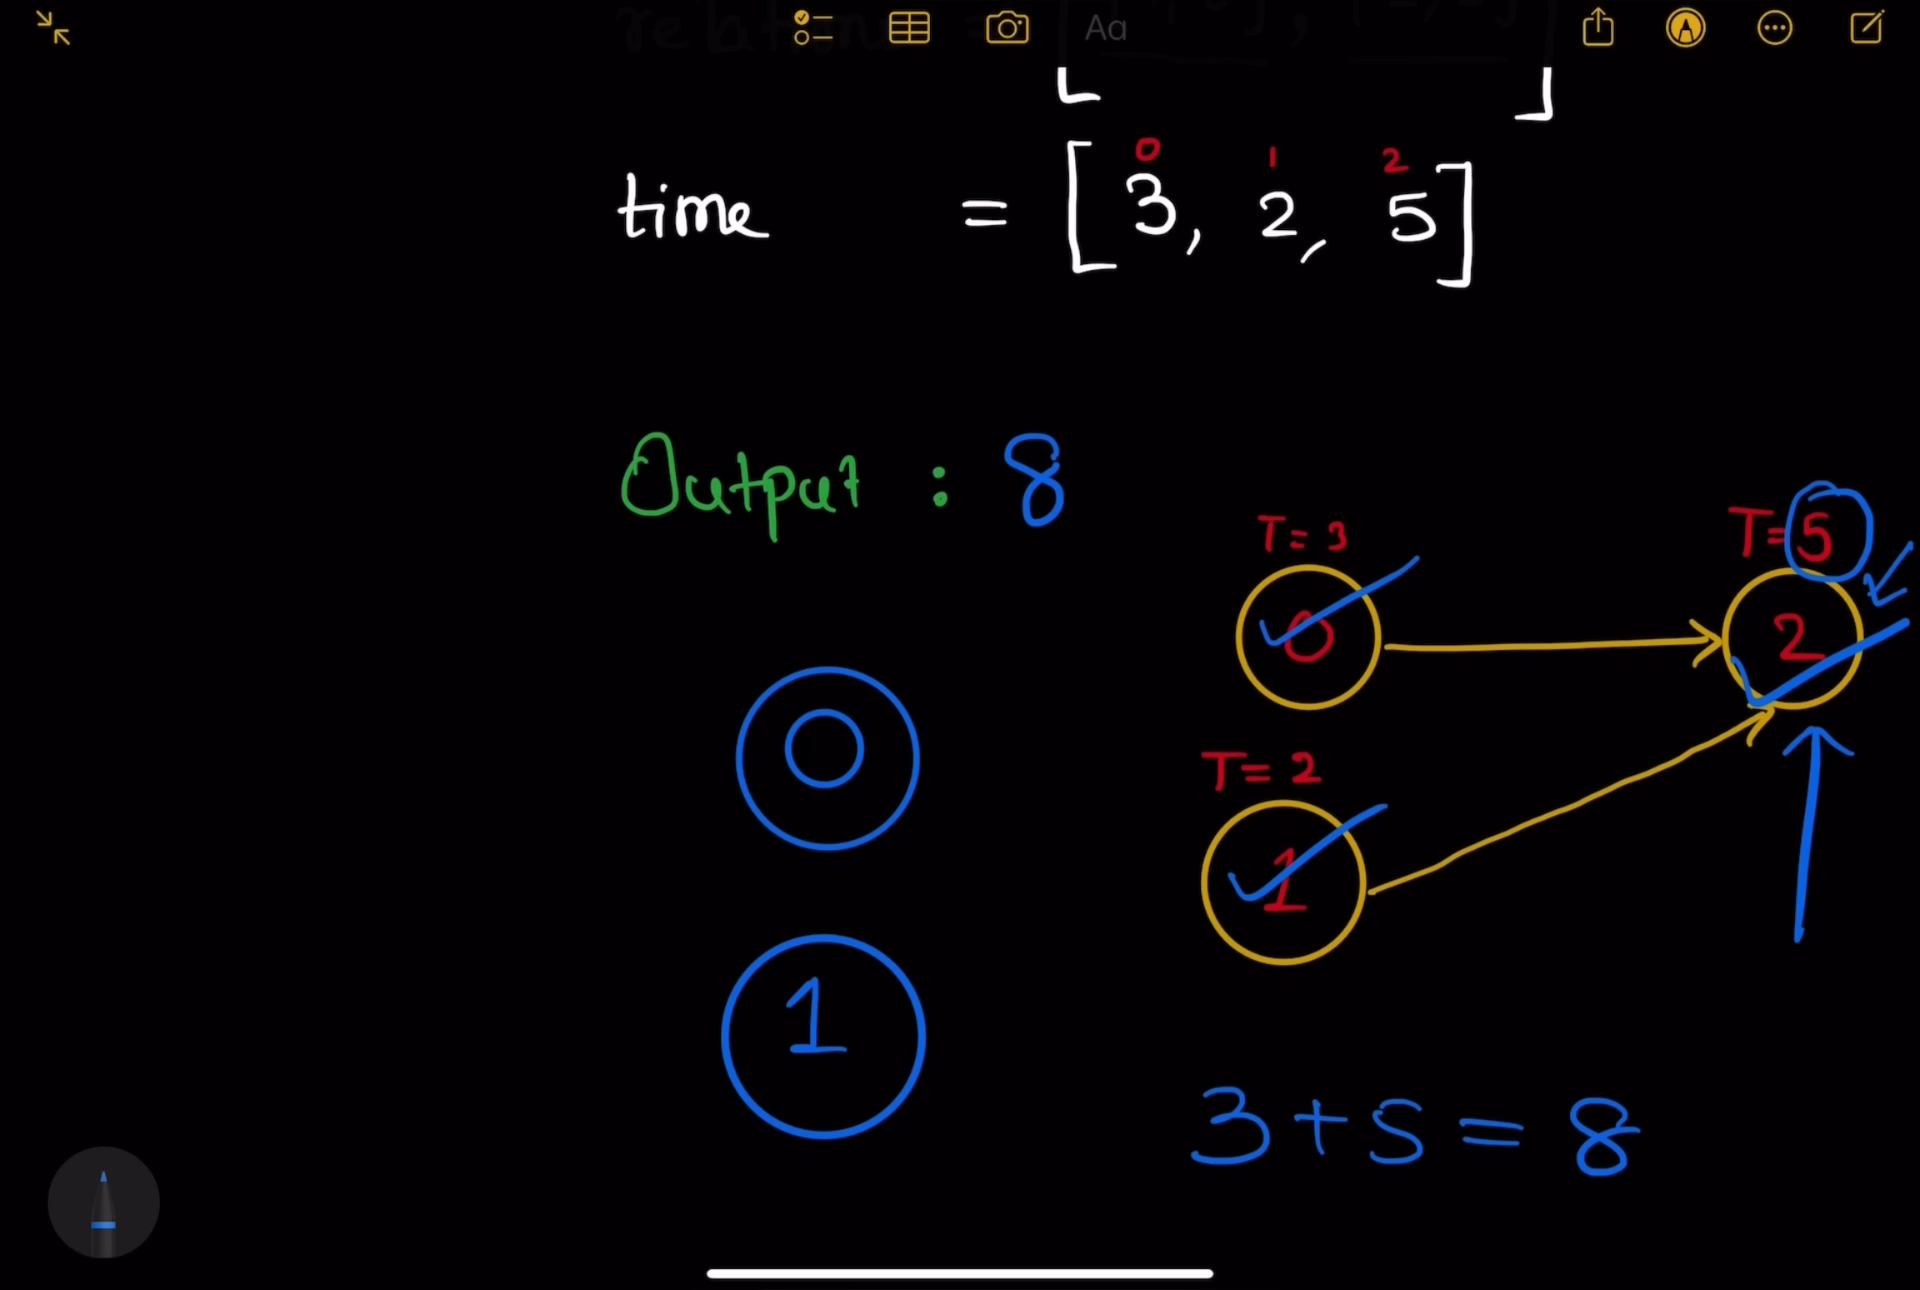 Aa
time = [3, 2, 5]
0 1 2
Output : 8
T= 3
T=5
0
2
0
T= 2
1
1
3+5=8